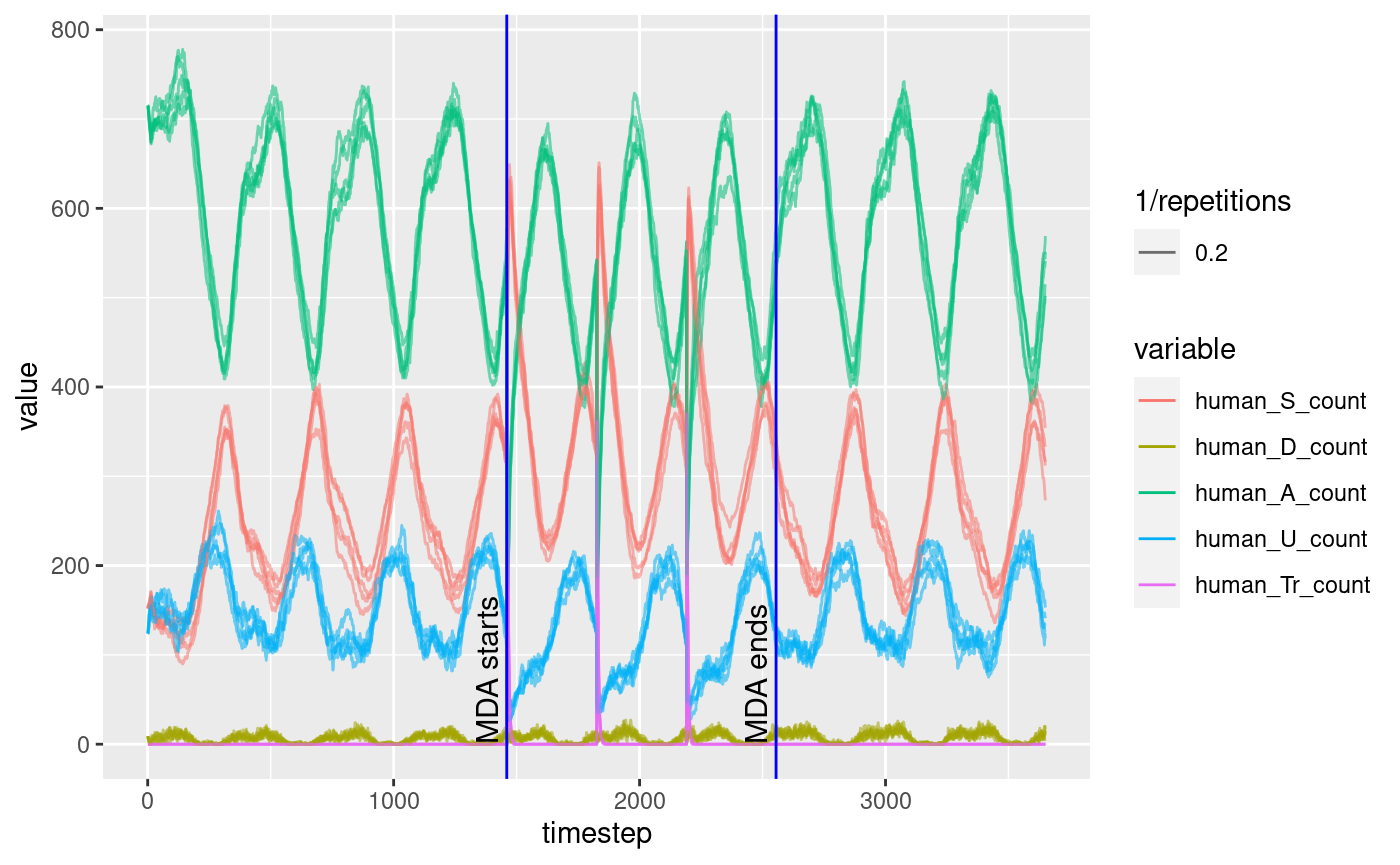 800
600
400
200
0
value
MDA starts
MDA ends
0
1000
2000
3000
timestep
1/repetitions
0.2
variable
human_S_count
human_D_count
human_A_count
human_U_count
human_Tr_count